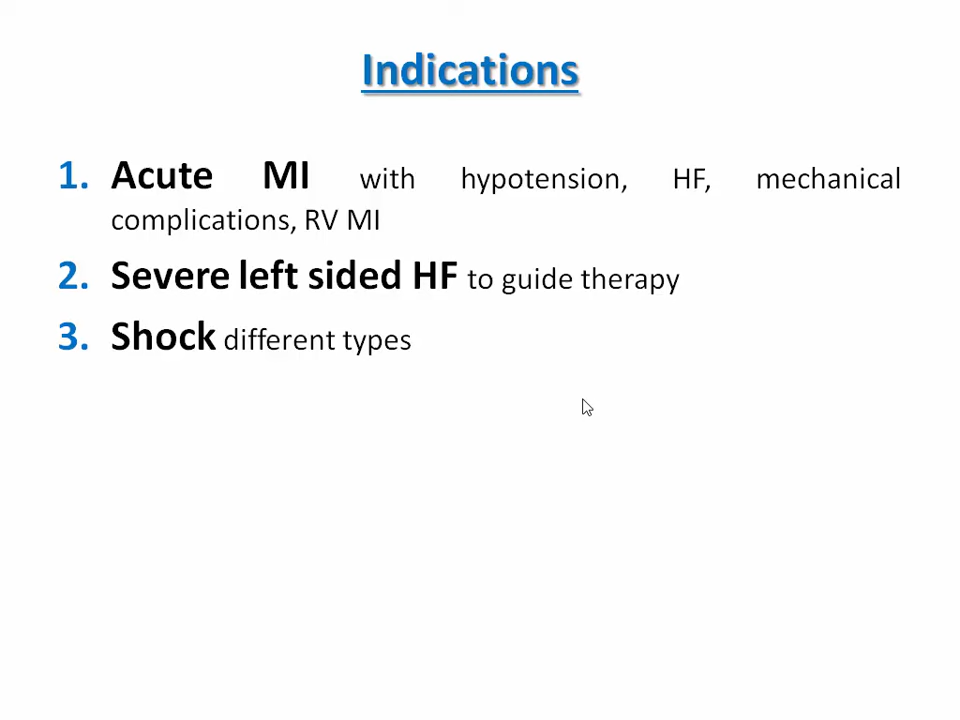 Indications
1. Acute MI with hypotension, HF, mechanical
complications, RV MI
2. Severe left sided HF to guide therapy
3. Shock different types